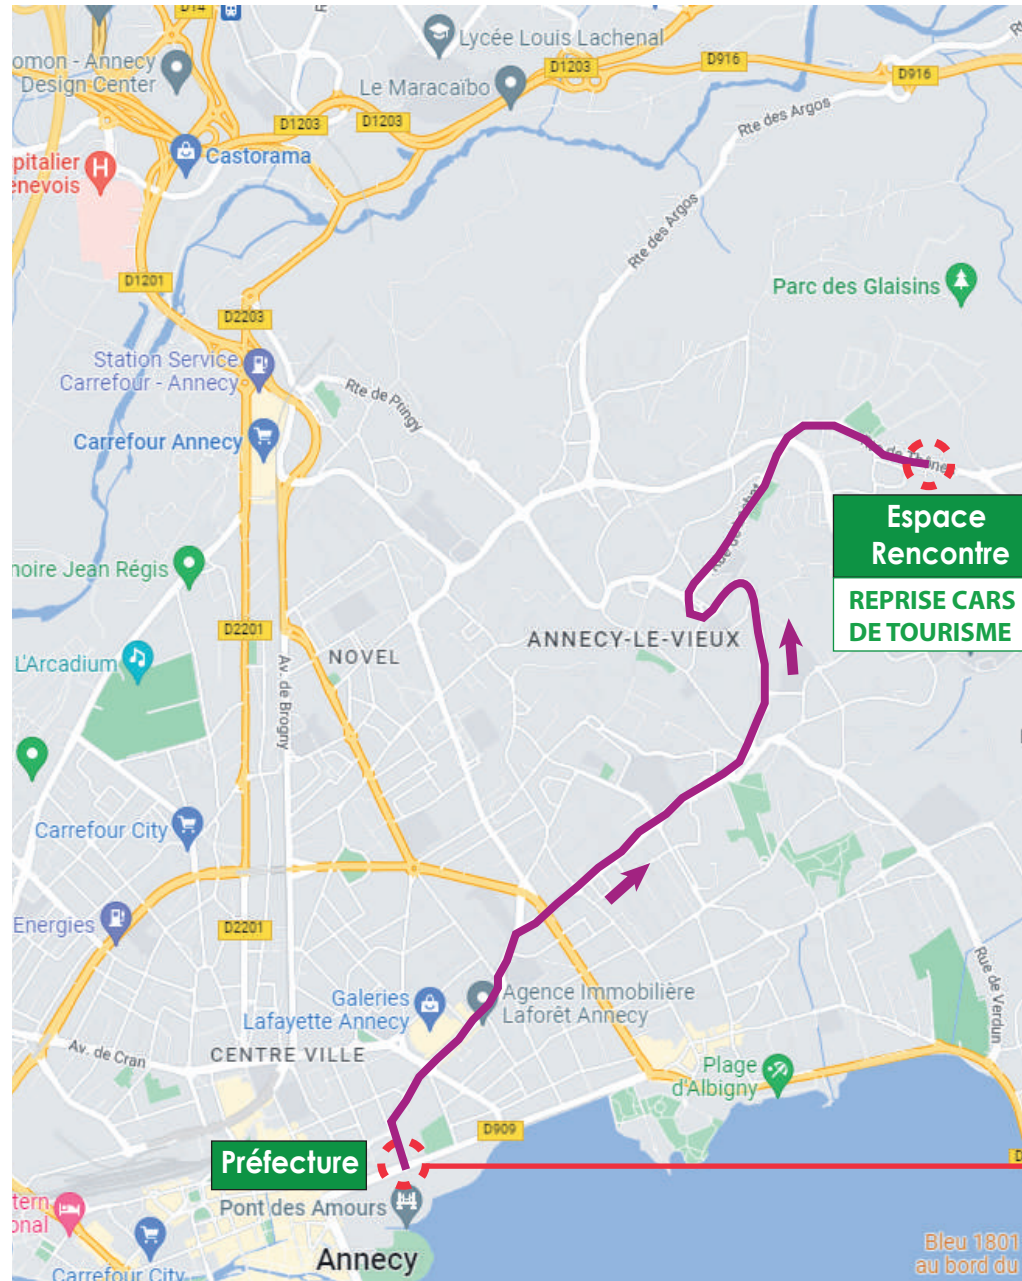 D14
Lycée Louis Lachenal
omon - Annecy
Design Center
Le Maracaïbo
D1203
D916
D916
D1203
D1203
Rte des Argos
pitalier
enevois
Castorama
Rte des Argos
D1201
Parc des Glaisins
D2203
Station Service
Carrefour - Annecy
Rte de Pringy
Carrefour Annecy
Espace
Rencontre
REPRISE CARS
DE TOURISME
noire Jean Régis
D2201
ANNECY-LE-VIEUX
NOVEL
L'Arcadium
Av. de Brogny
Carrefour City
Energies
D2201
Rue de Verdun
Galeries
Lafayette Annecy
Agence Immobilière
Laforêt Annecy
Av. de Cran
CENTRE VILLE
Plage
d'Albigny
D909
Préfecture
Pont des Amours
tern
onal
Annecy
Carrefour City
Bleu 1801
au bord du